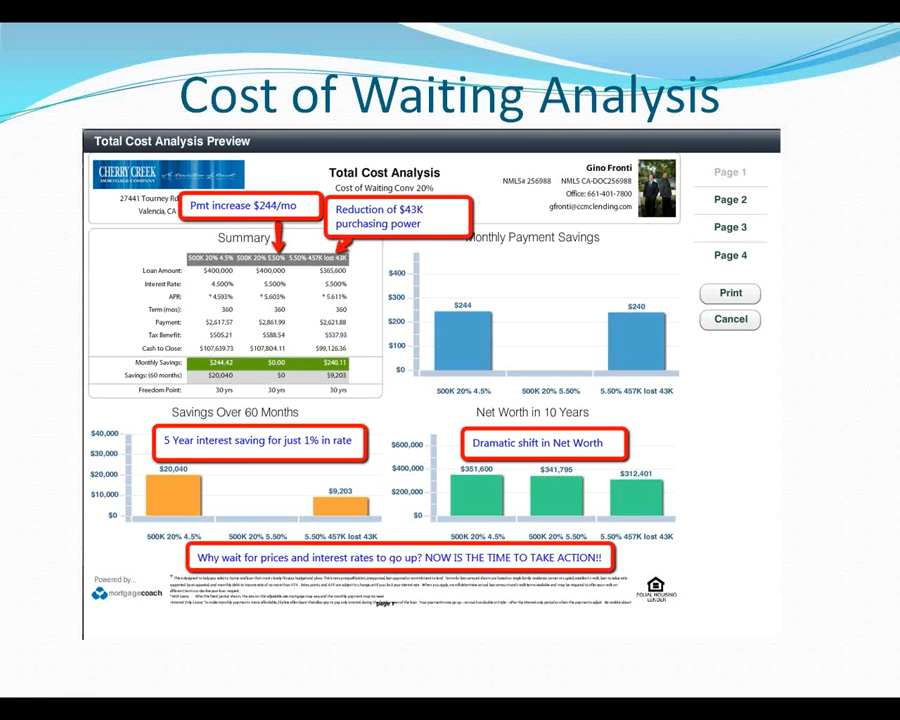 Cost of Waiting Analysis
Total Cost Analysis Preview
CHERRY CREEK
MORTGAGE COMPANY
27441 Tourney Rd
Valencia, CA
Total Cost Analysis
Cost of Waiting Conv 20%
Gino Fronti
NMLS# 256988 NMLS CA-DOC256988
Office: 661-401-7800
gfronti@ccmclending.com
Page 1
Page 2
Page 3
Page 4
Print
Cancel
Pmt increase $244/mo
Reduction of $43K
purchasing power
Summary
500K 20% 4.5% 500K 20% 5.50% 5.50% 457K lost 43K
Loan Amount: $400,000 $400,000 $365,600
Interest Rate: 4.500% 5.500% 5.500%
APR: * 4.593% * 5.603% * 5.611%
Term (mos): 360 360 360
Payment: $2,617.57 $2,861.99 $2,621.88
Tax Benefit: $505.21 $588.54 $537.93
Cash to Close: $107,639.73 $107,804.11 $99,126.36
Monthly Savings: $244.42 $0.00 $240.11
Savings: (60 months) $20,040 $0 $9,203
Freedom Point: 30 yrs 30 yrs 30 yrs
Monthly Payment Savings
$400
$300
$200
$100
$0
$244
$240
500K 20% 4.5% 500K 20% 5.50% 5.50% 457K lost 43K
Savings Over 60 Months
5 Year interest saving for just 1% in rate
$40,000
$30,000
$20,000
$10,000
$0
$20,040
$9,203
500K 20% 4.5% 500K 20% 5.50% 5.50% 457K lost 43K
Net Worth in 10 Years
Dramatic shift in Net Worth
$600,000
$400,000
$200,000
$0
$351,600
$341,795
$312,401
500K 20% 4.5% 500K 20% 5.50% 5.50% 457K lost 43K
Why wait for prices and interest rates to go up? NOW IS THE TIME TO TAKE ACTION!!
Powered by...
mortgagecoach
page 1
EQUAL HOUSING
LENDER